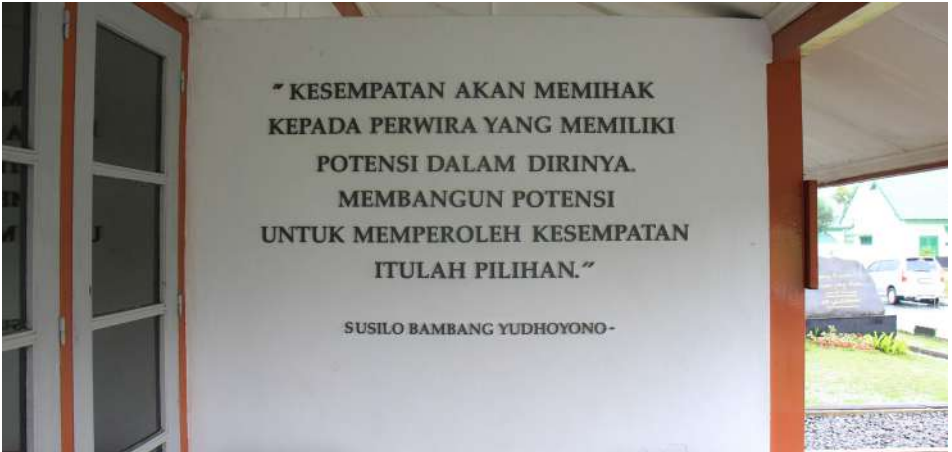 " KESEMPATAN AKAN MEMIHAK
KEPADA PERWIRA YANG MEMILIKI
POTENSI DALAM DIRINYA.
MEMBANGUN POTENSI
UNTUK MEMPEROLEH KESEMPATAN
ITULAH PILIHAN."
SUSILO BAMBANG YUDHOYONO-